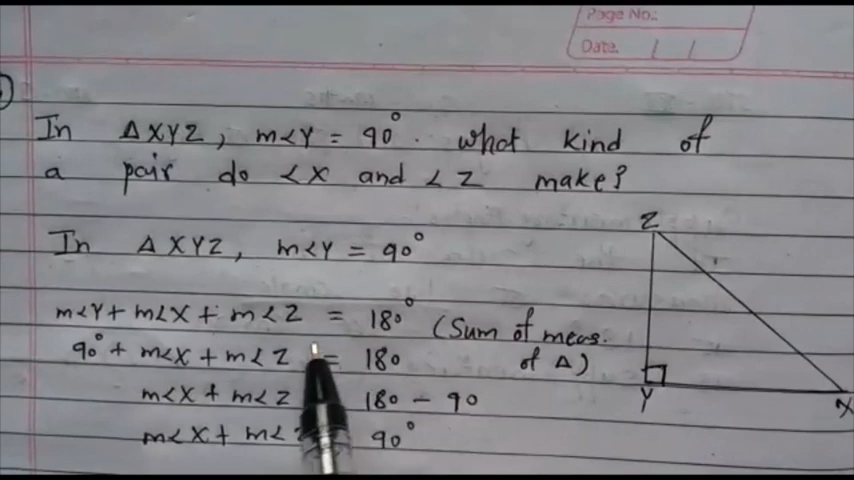 Page No.:
Date. / /
In ΔXYZ, m<Y = 90°. what kind of
a pair do <X and <Z make?
In ΔXYZ, m<Y = 90°
m<Y + m<X + m<Z = 180° (Sum of meas.
90° + m<X + m<Z = 180 of Δ)
m<X + m<Z 180 - 90
m<X + m< 90°
Z
Y
X